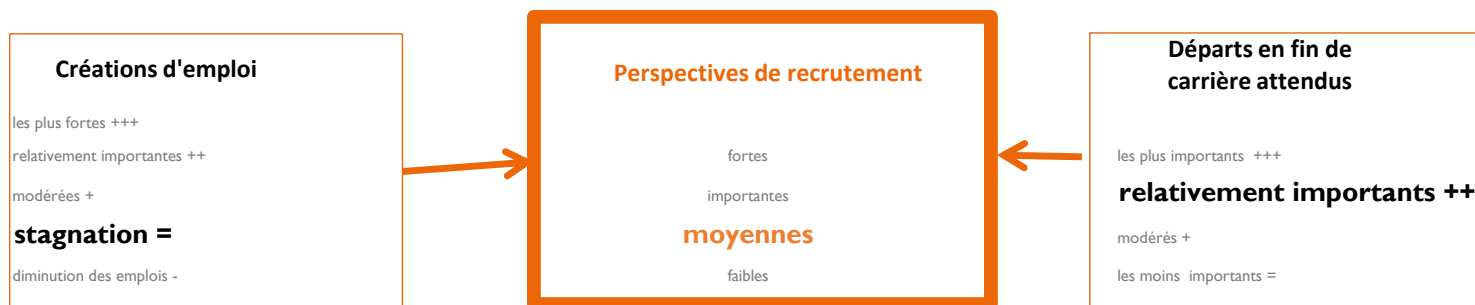 Créations d'emploi
les plus fortes +++
relativement importantes ++
modérées +
stagnation =
diminution des emplois -
Perspectives de recrutement
fortes
importantes
moyennes
faibles
Départs en fin de
carrière attendus
les plus importants +++
relativement importants ++
modérés +
les moins importants =